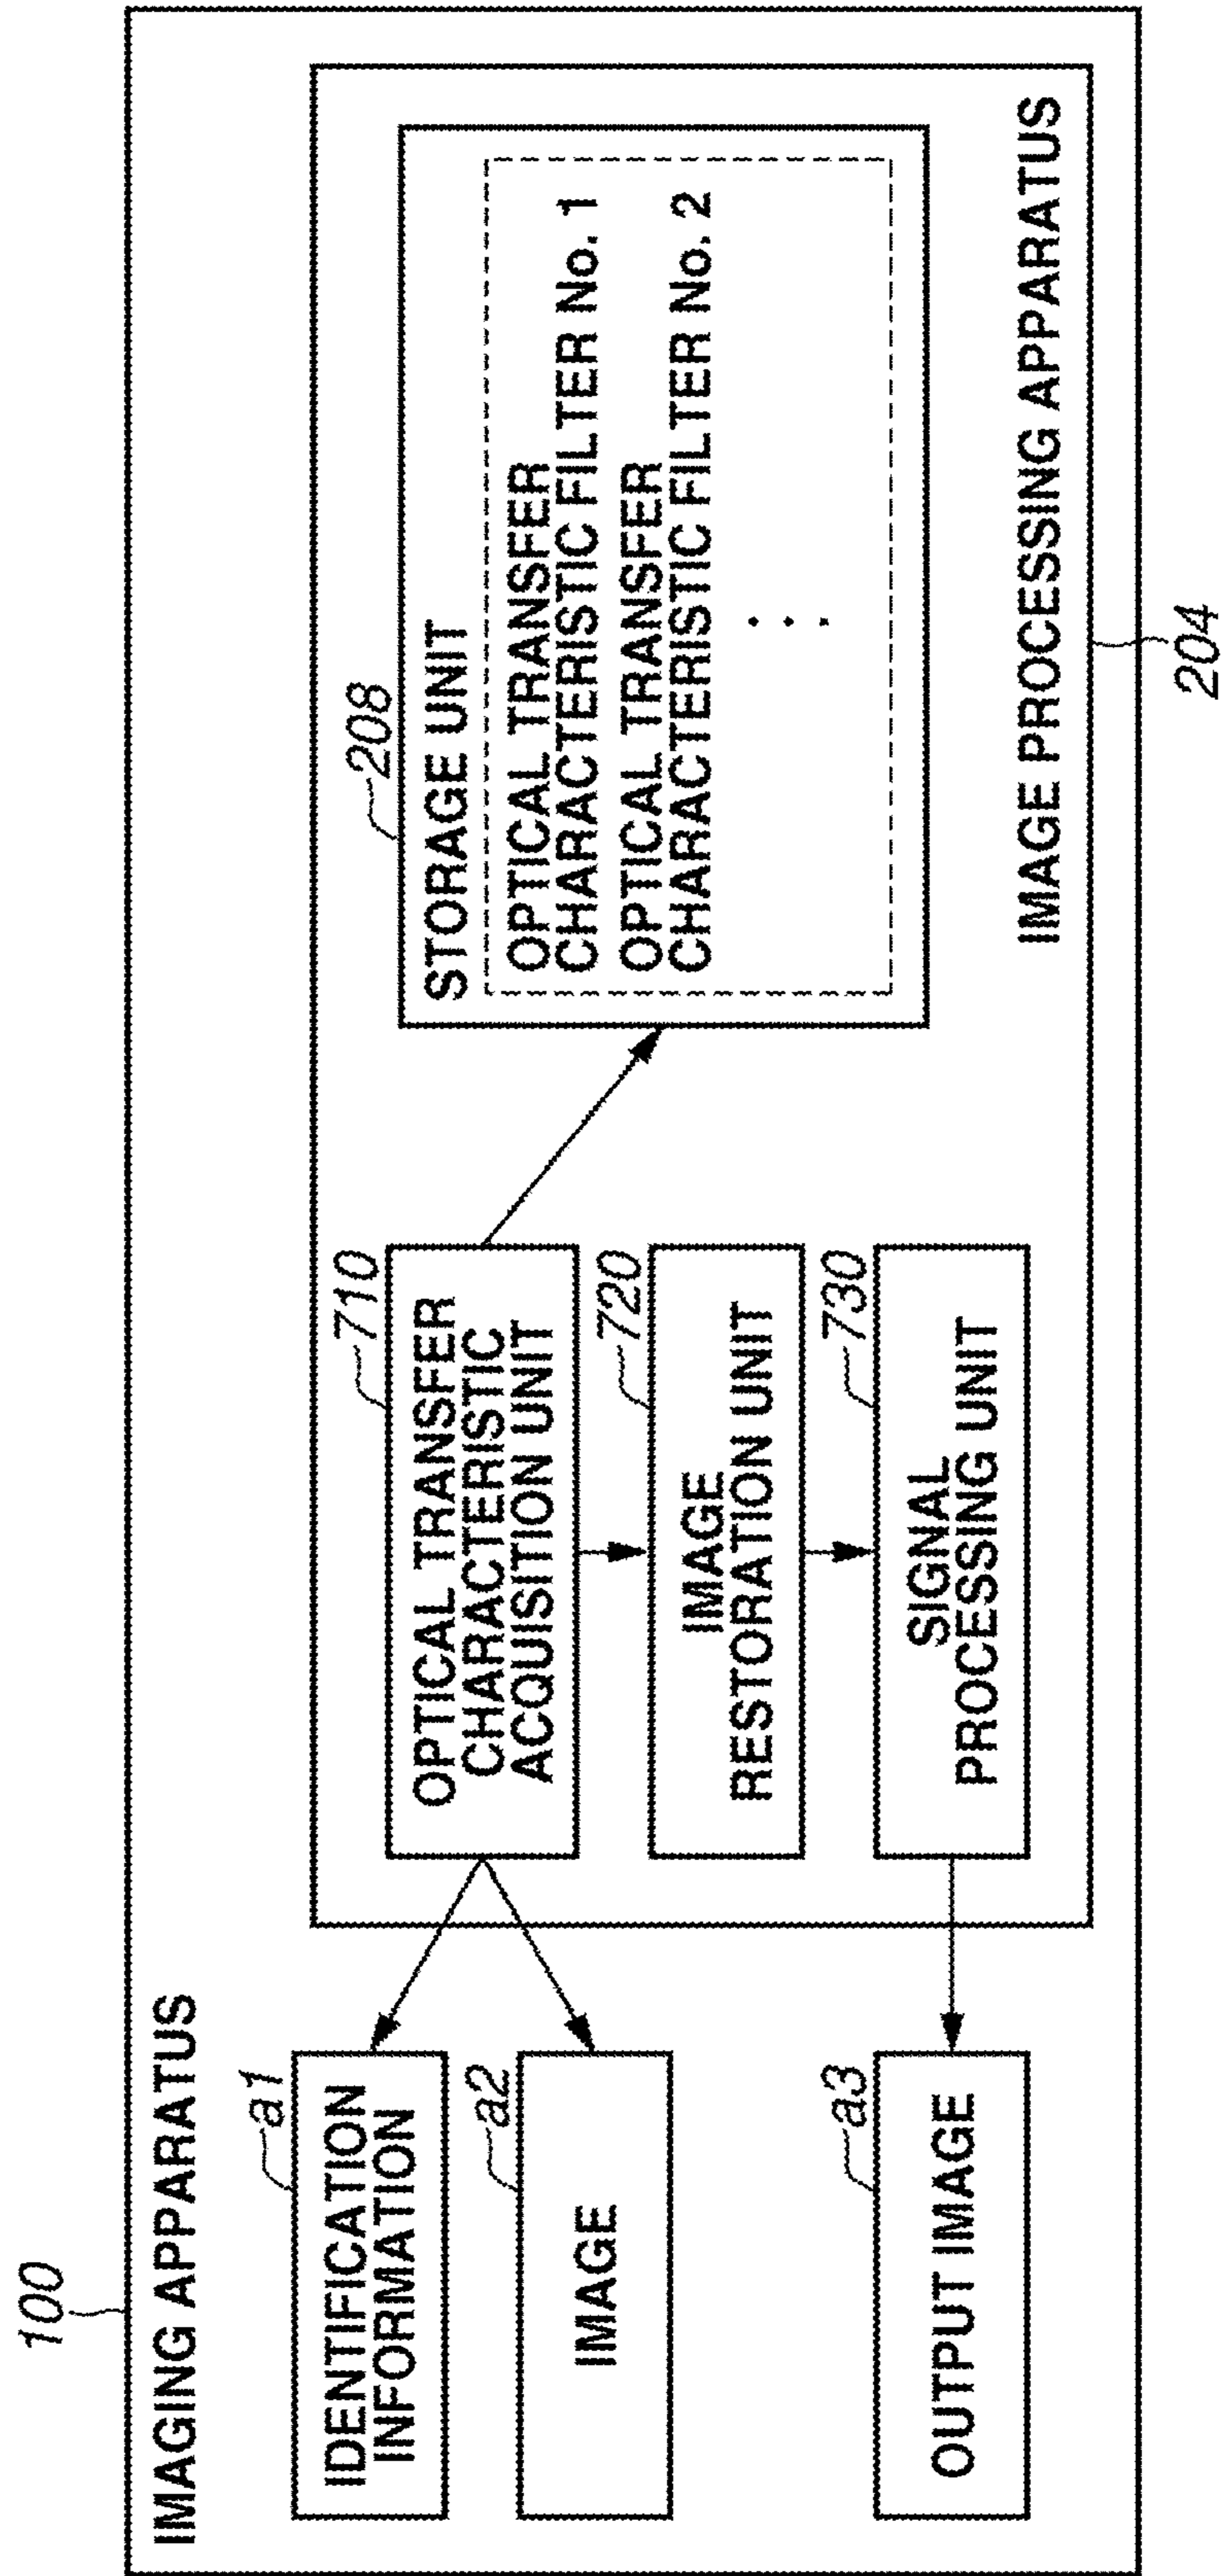 100
IMAGING APPARATUS
a1
IDENTIFICATION
INFORMATION
a2
IMAGE
a3
OUTPUT IMAGE
710
OPTICAL TRANSFER
CHARACTERISTIC
ACQUISITION UNIT
720
IMAGE
RESTORATION UNIT
730
SIGNAL
PROCESSING UNIT
208
STORAGE UNIT
OPTICAL TRANSFER
CHARACTERISTIC FILTER No. 1
OPTICAL TRANSFER
CHARACTERISTIC FILTER No. 2
. . .
IMAGE PROCESSING APPARATUS
204